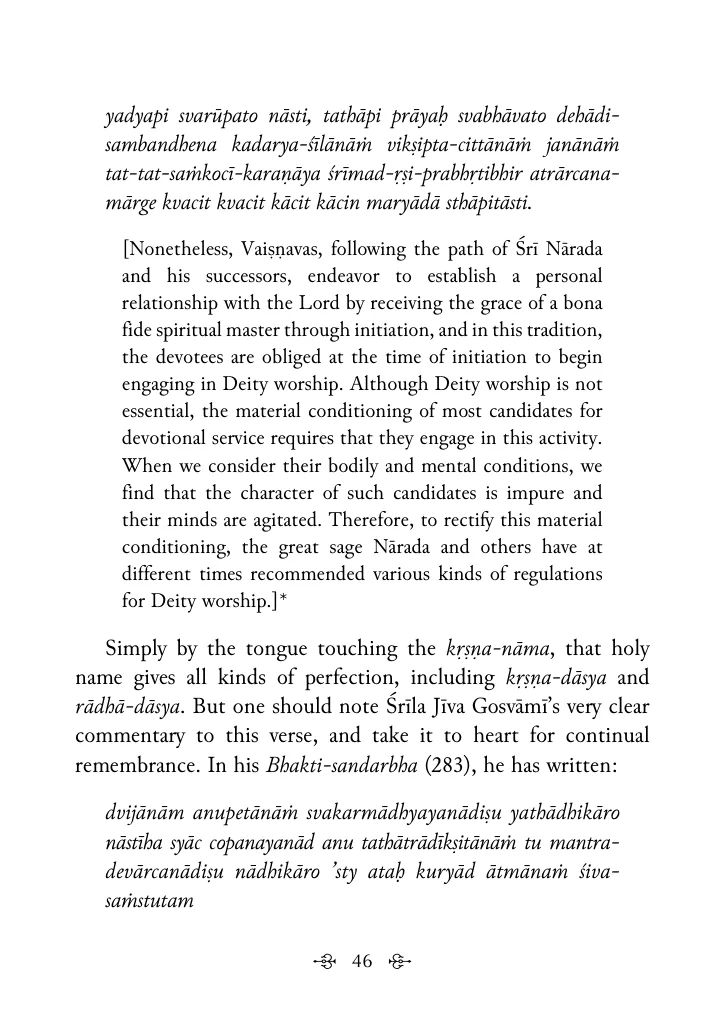 yadyapi svarūpato nāsti, tathāpi prāyaḥ svabhāvato dehādi-
sambandhena kadarya-śīlānāṁ vikṣipta-cittānāṁ janānāṁ
tat-tat-saṁkocī-karaṇāya śrīmad-ṛṣi-prabhṛtibhir atrārcana-
mārge kvacit kvacit kācit kācin maryādā sthāpitāsti.
[Nonetheless, Vaiṣṇavas, following the path of Śrī Nārada
and his successors, endeavor to establish a personal
relationship with the Lord by receiving the grace of a bona
fide spiritual master through initiation, and in this tradition,
the devotees are obliged at the time of initiation to begin
engaging in Deity worship. Although Deity worship is not
essential, the material conditioning of most candidates for
devotional service requires that they engage in this activity.
When we consider their bodily and mental conditions, we
find that the character of such candidates is impure and
their minds are agitated. Therefore, to rectify this material
conditioning, the great sage Nārada and others have at
different times recommended various kinds of regulations
for Deity worship.]*
Simply by the tongue touching the kṛṣṇa-nāma, that holy
name gives all kinds of perfection, including kṛṣṇa-dāsya and
rādhā-dāsya. But one should note Śrīla Jīva Gosvāmī’s very clear
commentary to this verse, and take it to heart for continual
remembrance. In his Bhakti-sandarbha (283), he has written:
dvijānām anupetānāṁ svakarmādhyayanādiṣu yathādhikāro
nāstīha syāc copanayanād anu tathātrādīkṣitānāṁ tu mantra-
devārcanādiṣu nādhikāro ’sty ataḥ kuryād ātmānaṁ śiva-
saṁstutam
46